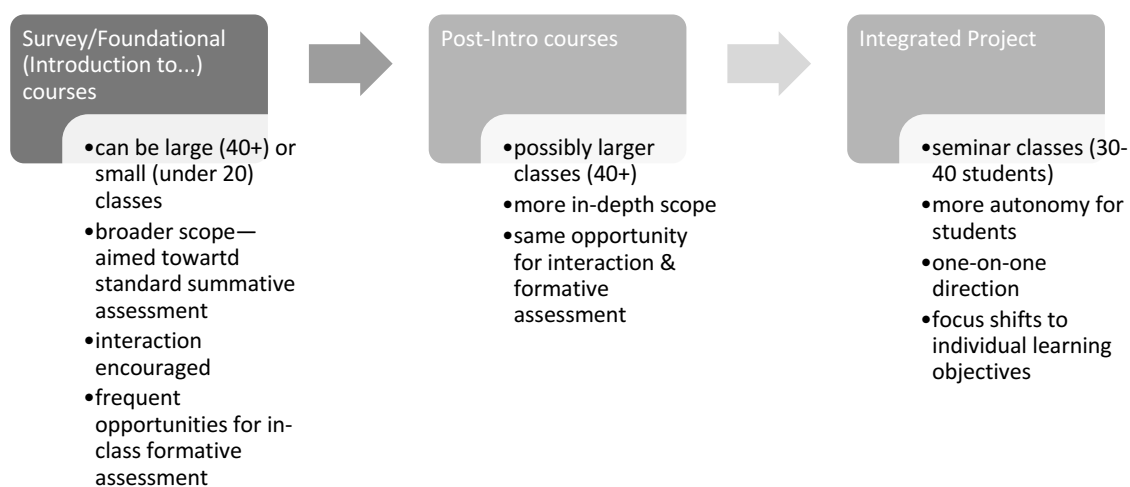 Survey/Foundational
(Introduction to...)
courses
•can be large (40+) or
small (under 20)
classes
•broader scope—
aimed towartd
standard summative
assessment
•interaction
encouraged
•frequent
opportunities for in-
class formative
assessment
Post-Intro courses
•possibly larger
classes (40+)
•more in-depth scope
•same opportunity
for interaction &
formative
assessment
Integrated Project
•seminar classes (30-
40 students)
•more autonomy for
students
•one-on-one
direction
•focus shifts to
individual learning
objectives